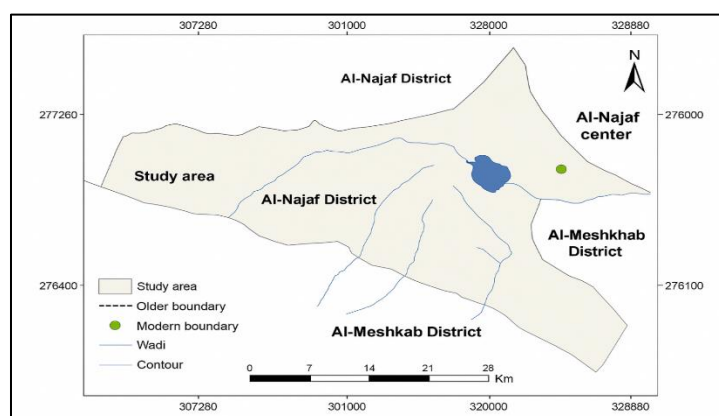 307280 301000 328000 328880
N
Al-Najaf District
277260
276000
Al-Najaf
center
Study area
Al-Najaf District
Al-Meshkhab
District
276400
276100
Study area
Older boundary
Modern boundary
Wadi
Contour
Al-Meshkab District
0 7 14 21 28
Km
307280 301000 320000 328880